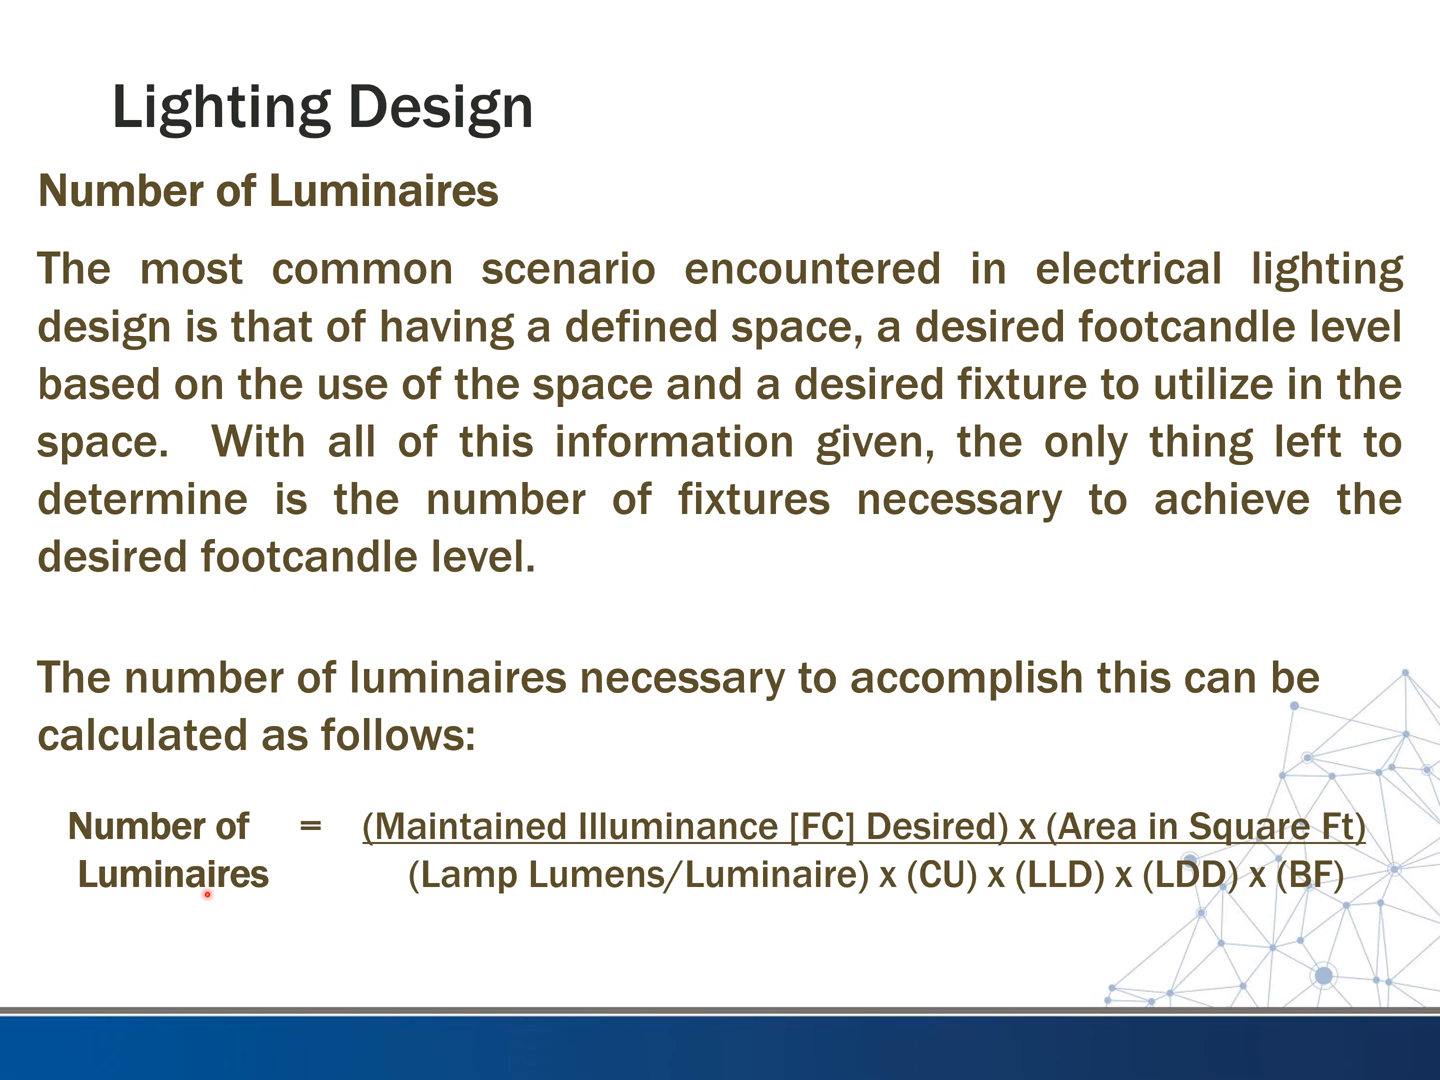 Lighting Design
Number of Luminaires
The most common scenario encountered in electrical lighting
design is that of having a defined space, a desired footcandle level
based on the use of the space and a desired fixture to utilize in the
space. With all of this information given, the only thing left to
determine is the number of fixtures necessary to achieve the
desired footcandle level.
The number of luminaires necessary to accomplish this can be
calculated as follows:
Number of = (Maintained Illuminance [FC] Desired) x (Area in Square Ft)
Luminaires (Lamp Lumens/Luminaire) x (CU) x (LLD) x (LDD) x (BF)